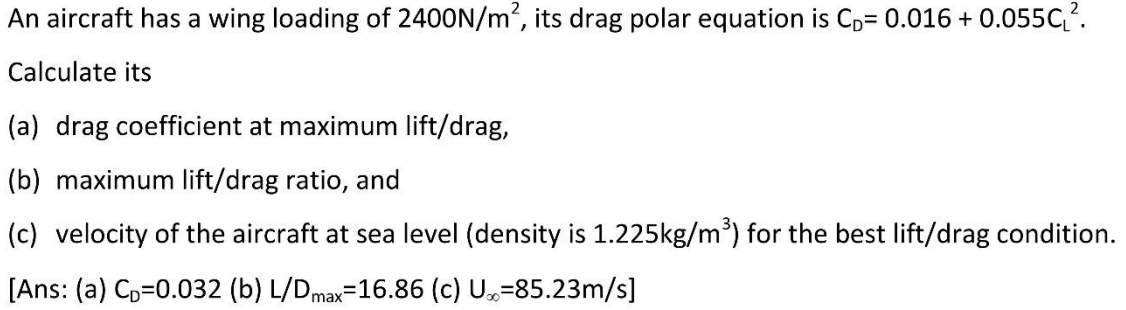 An aircraft has a wing loading of 2400N/m², its drag polar equation is C_D= 0.016 + 0.055C_L².
Calculate its
(a) drag coefficient at maximum lift/drag,
(b) maximum lift/drag ratio, and
(c) velocity of the aircraft at sea level (density is 1.225kg/m³) for the best lift/drag condition.
[Ans: (a) C_D=0.032 (b) L/D_max=16.86 (c) U_∞=85.23m/s]